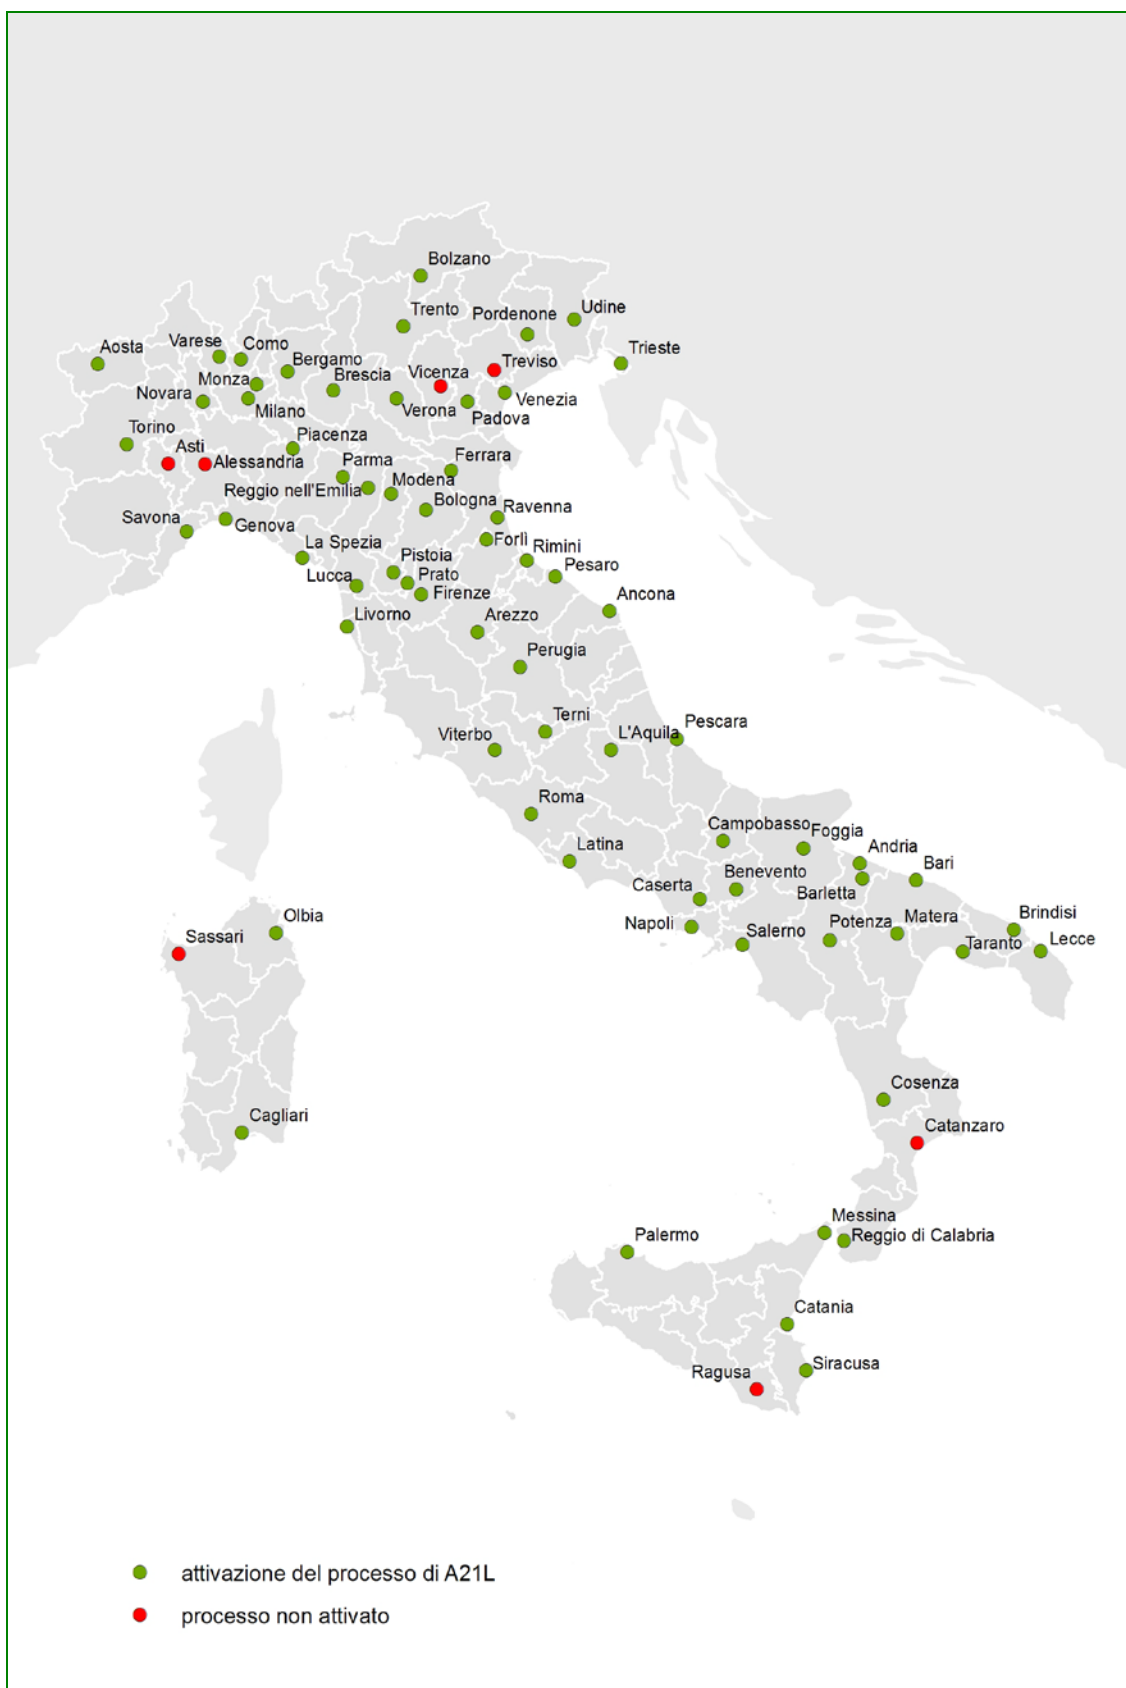 Bolzano
Trento
Pordenone
Udine
Aosta
Varese
Como
Bergamo
Brescia
Vicenza
Treviso
Trieste
Monza
Novara
Milano
Verona
Padova
Venezia
Torino
Asti
Alessandria
Piacenza
Parma
Ferrara
Reggio nell'Emilia
Modena
Bologna
Ravenna
Savona
Genova
La Spezia
Forlì
Rimini
Lucca
Pistoia
Prato
Firenze
Pesaro
Livorno
Arezzo
Ancona
Perugia
Terni
Viterbo
L'Aquila
Pescara
Roma
Latina
Campobasso
Foggia
Andria
Bari
Benevento
Caserta
Barletta
Napoli
Salerno
Potenza
Matera
Taranto
Brindisi
Lecce
Olbia
Sassari
Cagliari
Cosenza
Catanzaro
Messina
Reggio di Calabria
Palermo
Catania
Siracusa
Ragusa
attivazione del processo di A21L
processo non attivato